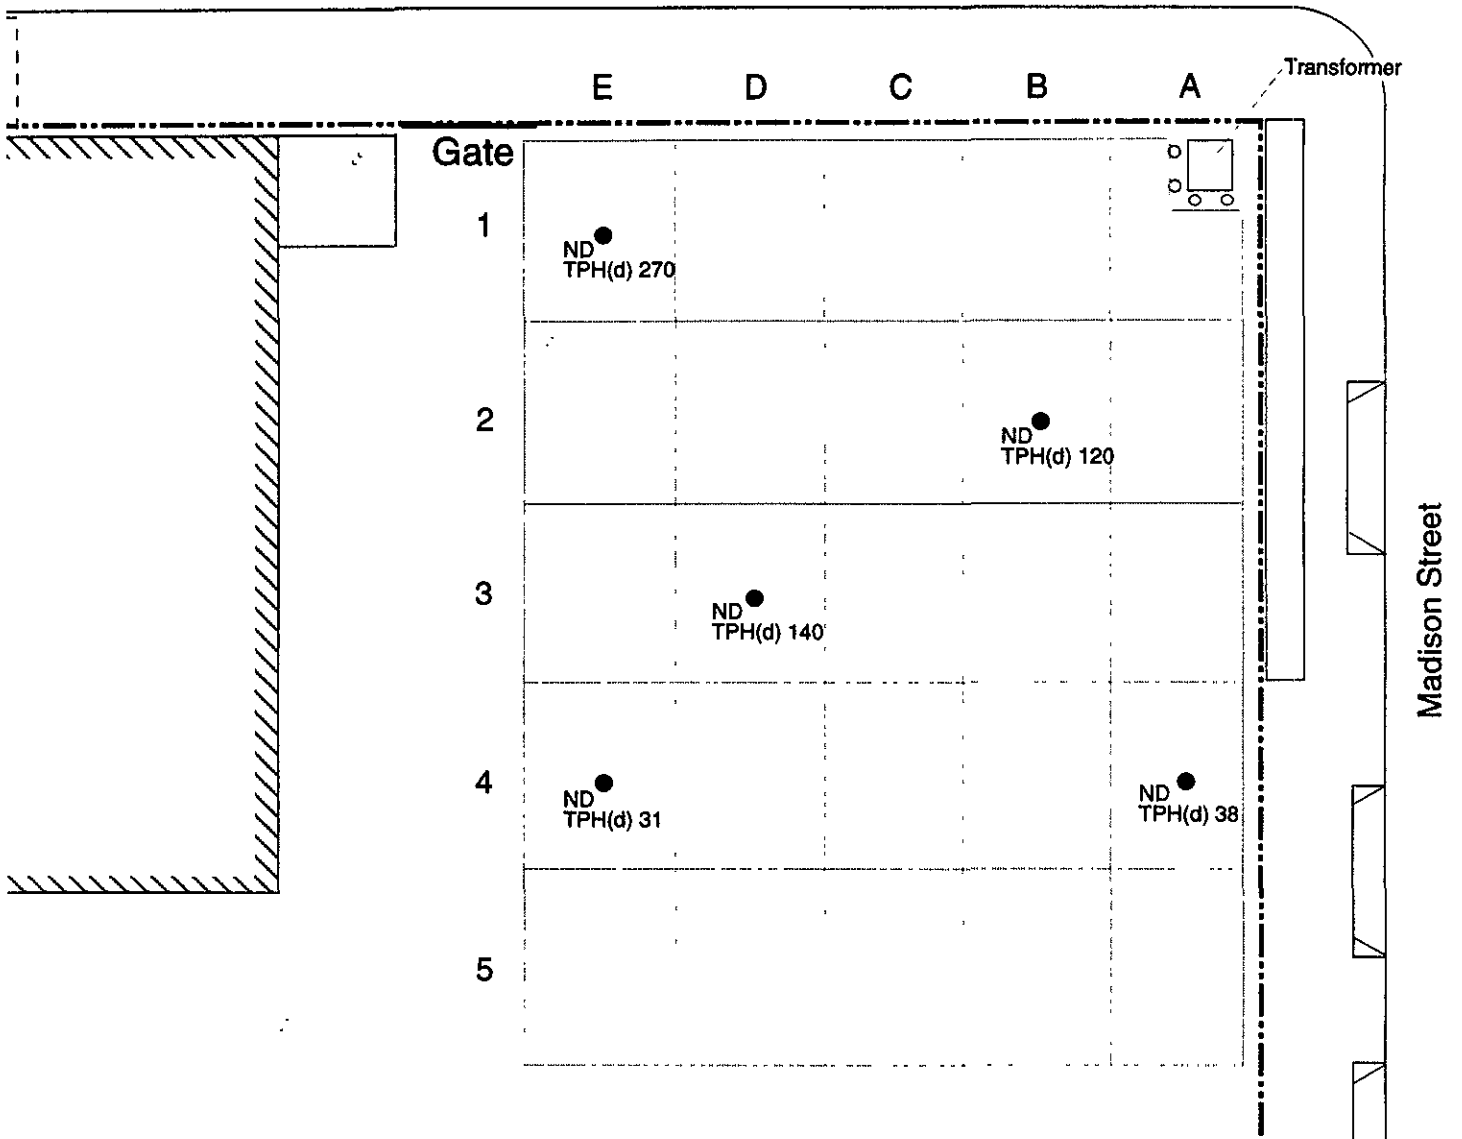 Transformer
E D C B A
Gate
1
ND
TPH(d) 270
2
ND
TPH(d) 120
3
ND
TPH(d) 140
4
ND
TPH(d) 31
ND
TPH(d) 38
5
Madison Street